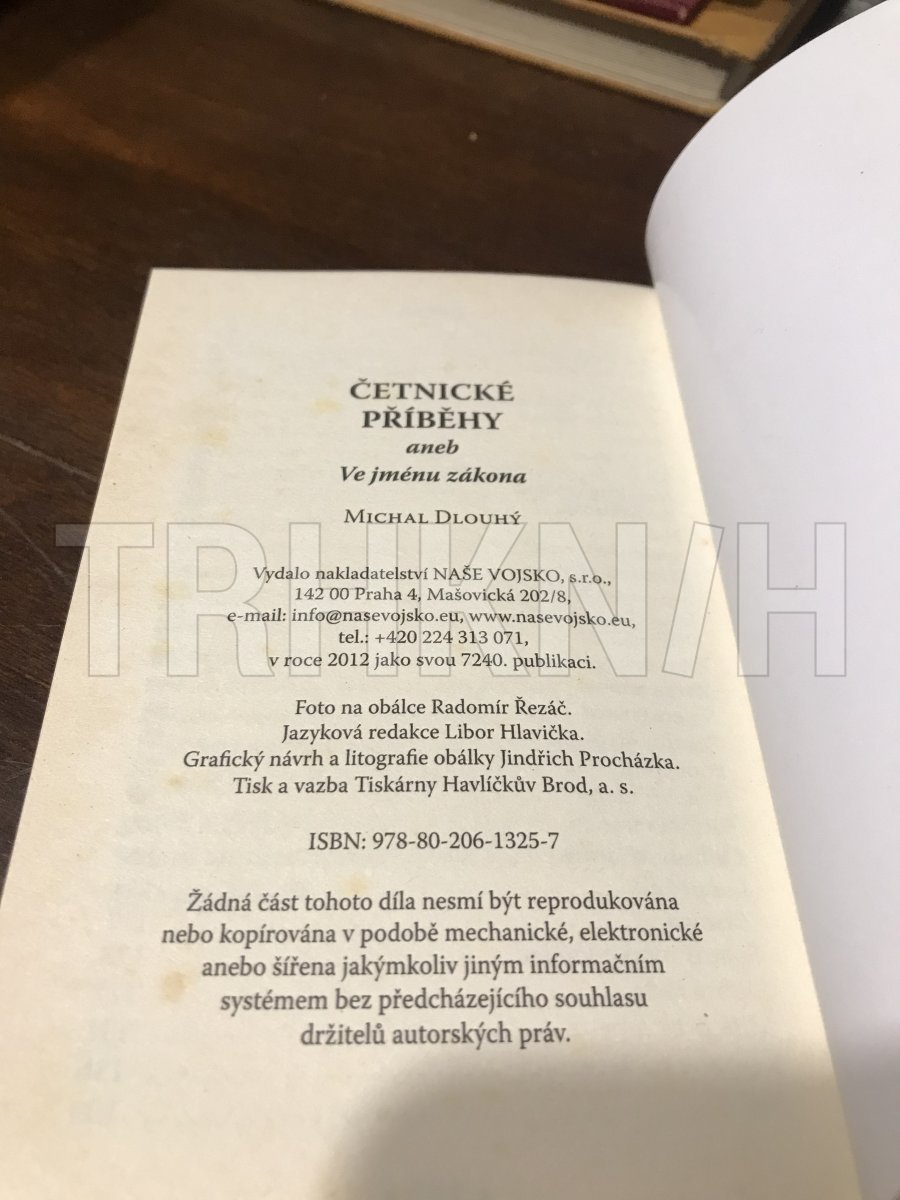 ČETNICKÉ
PŘÍBĚHY
aneb
Ve jménu zákona
MICHAL DLOUHÝ
Vydalo nakladatelství NAŠE VOJSKO, s.r.o.,
142 00 Praha 4, Mašovická 202/8,
e-mail: info@nasevojsko.eu, www.nasevojsko.eu,
tel.: +420 224 313 071,
v roce 2012 jako svou 7240. publikaci.
TRHKN/H
Foto na obálce Radomír Řezáč.
Jazyková redakce Libor Hlavička.
Grafický návrh a litografie obálky Jindřich Procházka.
Tisk a vazba Tiskárny Havlíčkův Brod, a. s.
ISBN: 978-80-206-1325-7
Žádná část tohoto díla nesmí být reprodukována
nebo kopírována v podobě mechanické, elektronické
anebo šířena jakýmkoliv jiným informačním
systémem bez předcházejícího souhlasu
držitelů autorských práv.